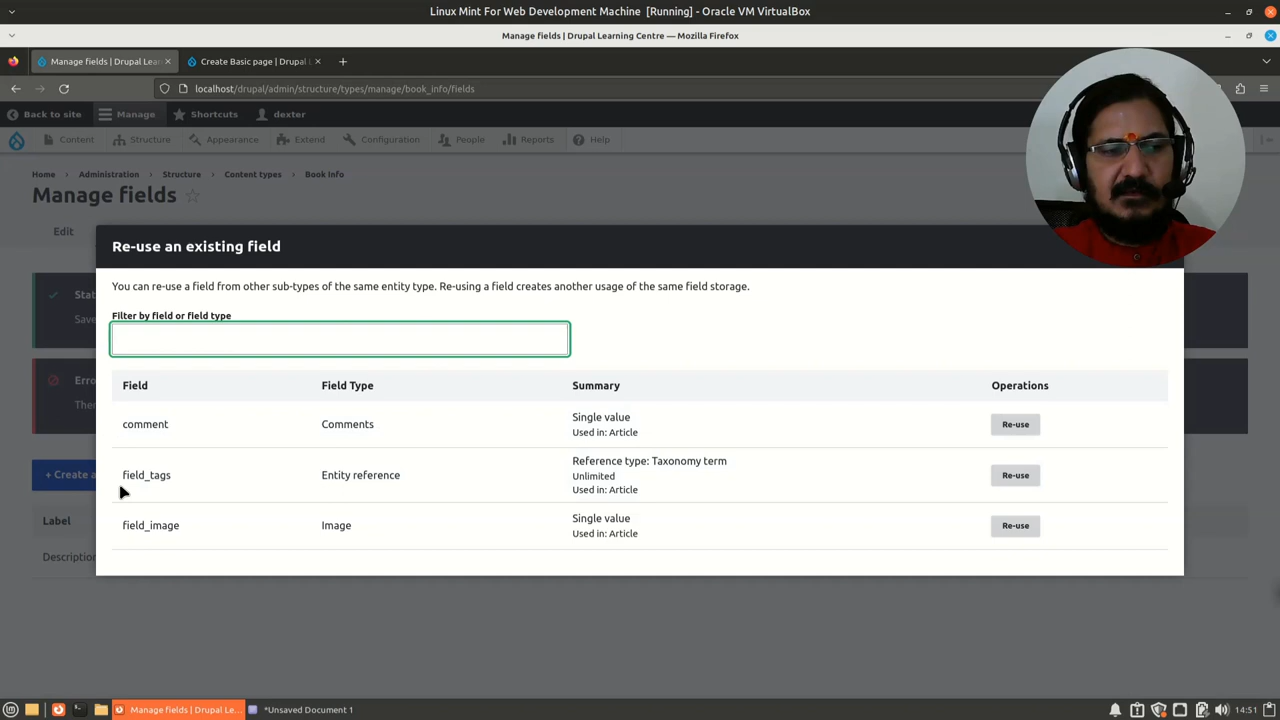 Linux Mint For Web Development Machine [Running] - Oracle VM VirtualBox
Manage fields | Drupal Learning Centre — Mozilla Firefox
Manage fields | Drupal Lear
Create Basic page | Drupal L
localhost/drupal/admin/structure/types/manage/book_info/fields
Back to site
Manage
Shortcuts
dexter
Content
Structure
Appearance
Extend
Configuration
People
Reports
Help
Home
Administration
Structure
Content types
Book Info
Manage fields
Edit
Re-use an existing field
You can re-use a field from other sub-types of the same entity type. Re-using a field creates another usage of the same field storage.
Stat
Save
Filter by field or field type
Erro
Ther
Field
Field Type
Summary
Operations
comment
Comments
Single value
Used in: Article
Re-use
+ Create a
field_tags
Entity reference
Reference type: Taxonomy term
Unlimited
Used in: Article
Re-use
Label
field_image
Image
Single value
Used in: Article
Re-use
Description
Manage fields | Drupal Le...
*Unsaved Document 1
14:51